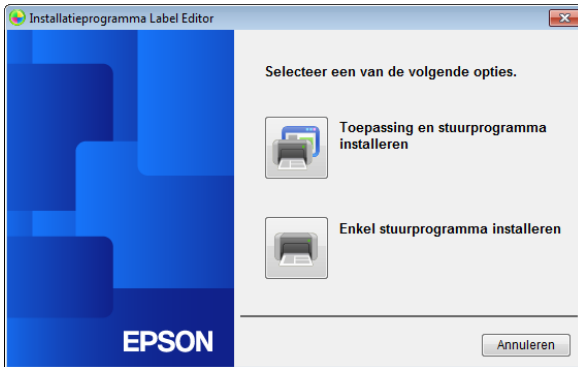 Installatieprogramma Label Editor
Selecteer een van de volgende opties.
Toepassing en stuurprogramma
installeren
Enkel stuurprogramma installeren
EPSON
Annuleren